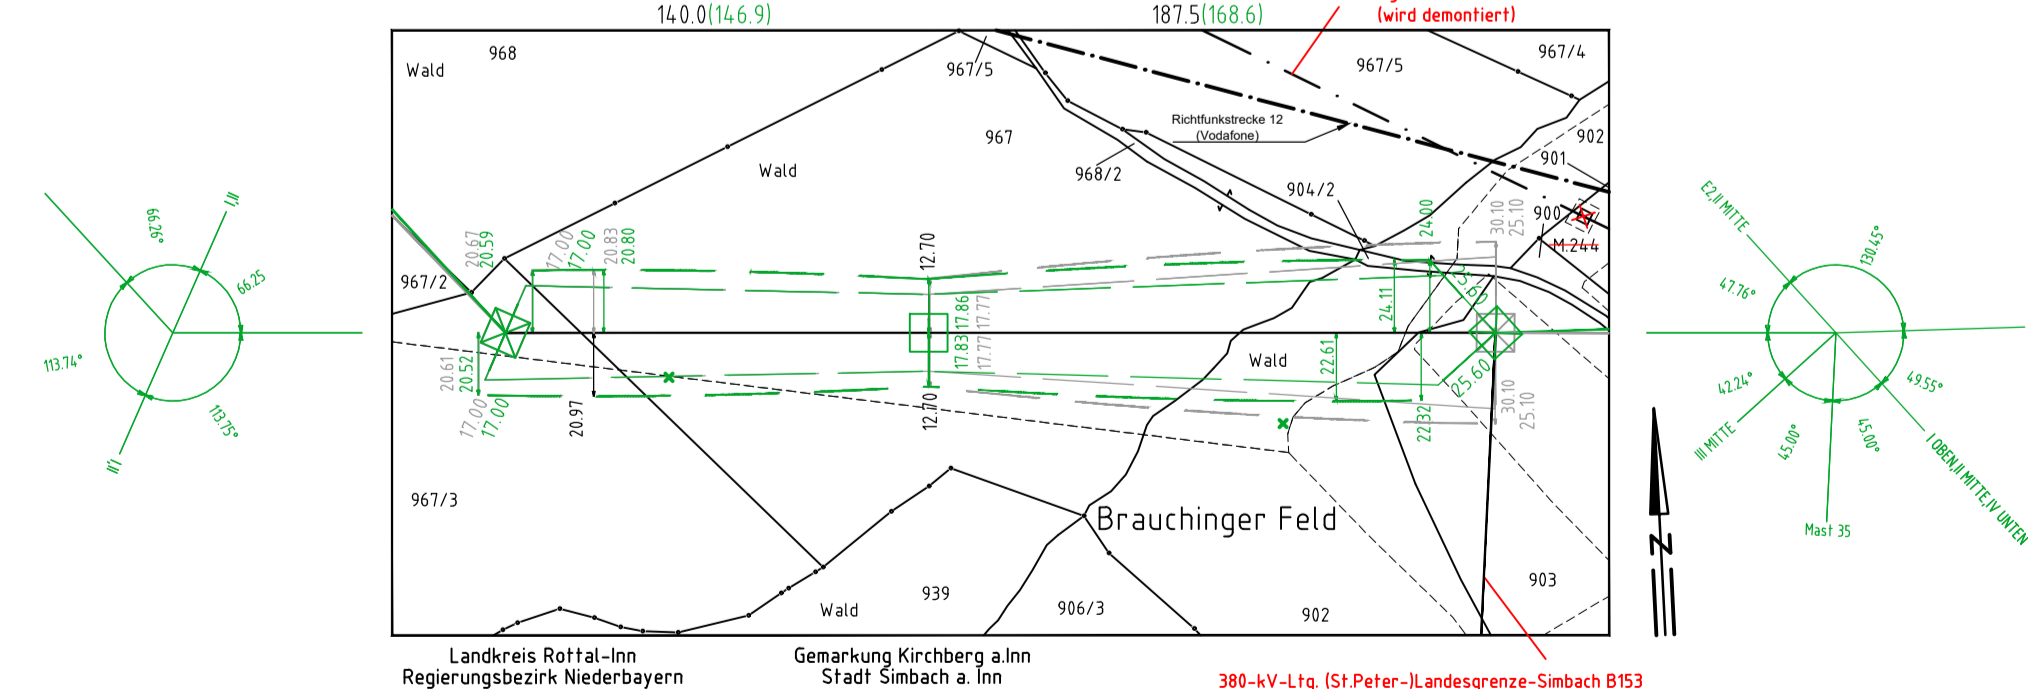 140.0(146.9)
187.5(168.6)
(wird demontiert)
968
Wald
967/5
967/5
967/4
Richtfunkstrecke 12
(Vodafone)
967
902
901
Wald
968/2
904/2
900
M.244
967/2
20.67
20.59
17.00
17.00
20.83
20.80
12.70
24.00
30.10
25.10
25.60
24.11
17.83 17.86
17.77 17.77
Wald
22.61
20.61
20.52
17.00
17.00
20.97
12.70
22.32
25.60
30.10
25.10
967/3
Brauchinger Feld
939
Wald
906/3
902
903
66.26°
II,I
66.25
113.74°
113.75°
I,II
E2,II MITTE
130.45°
47.76°
42.24°
49.55°
III MITTE
45.00°
45.00°
I OBEN,II MITTE,IV UNTEN
Mast 35
N
Landkreis Rottal-Inn
Regierungsbezirk Niederbayern
Gemarkung Kirchberg a.Inn
Stadt Simbach a. Inn
380-kV-Ltg. (St.Peter-)Landesgrenze-Simbach B153